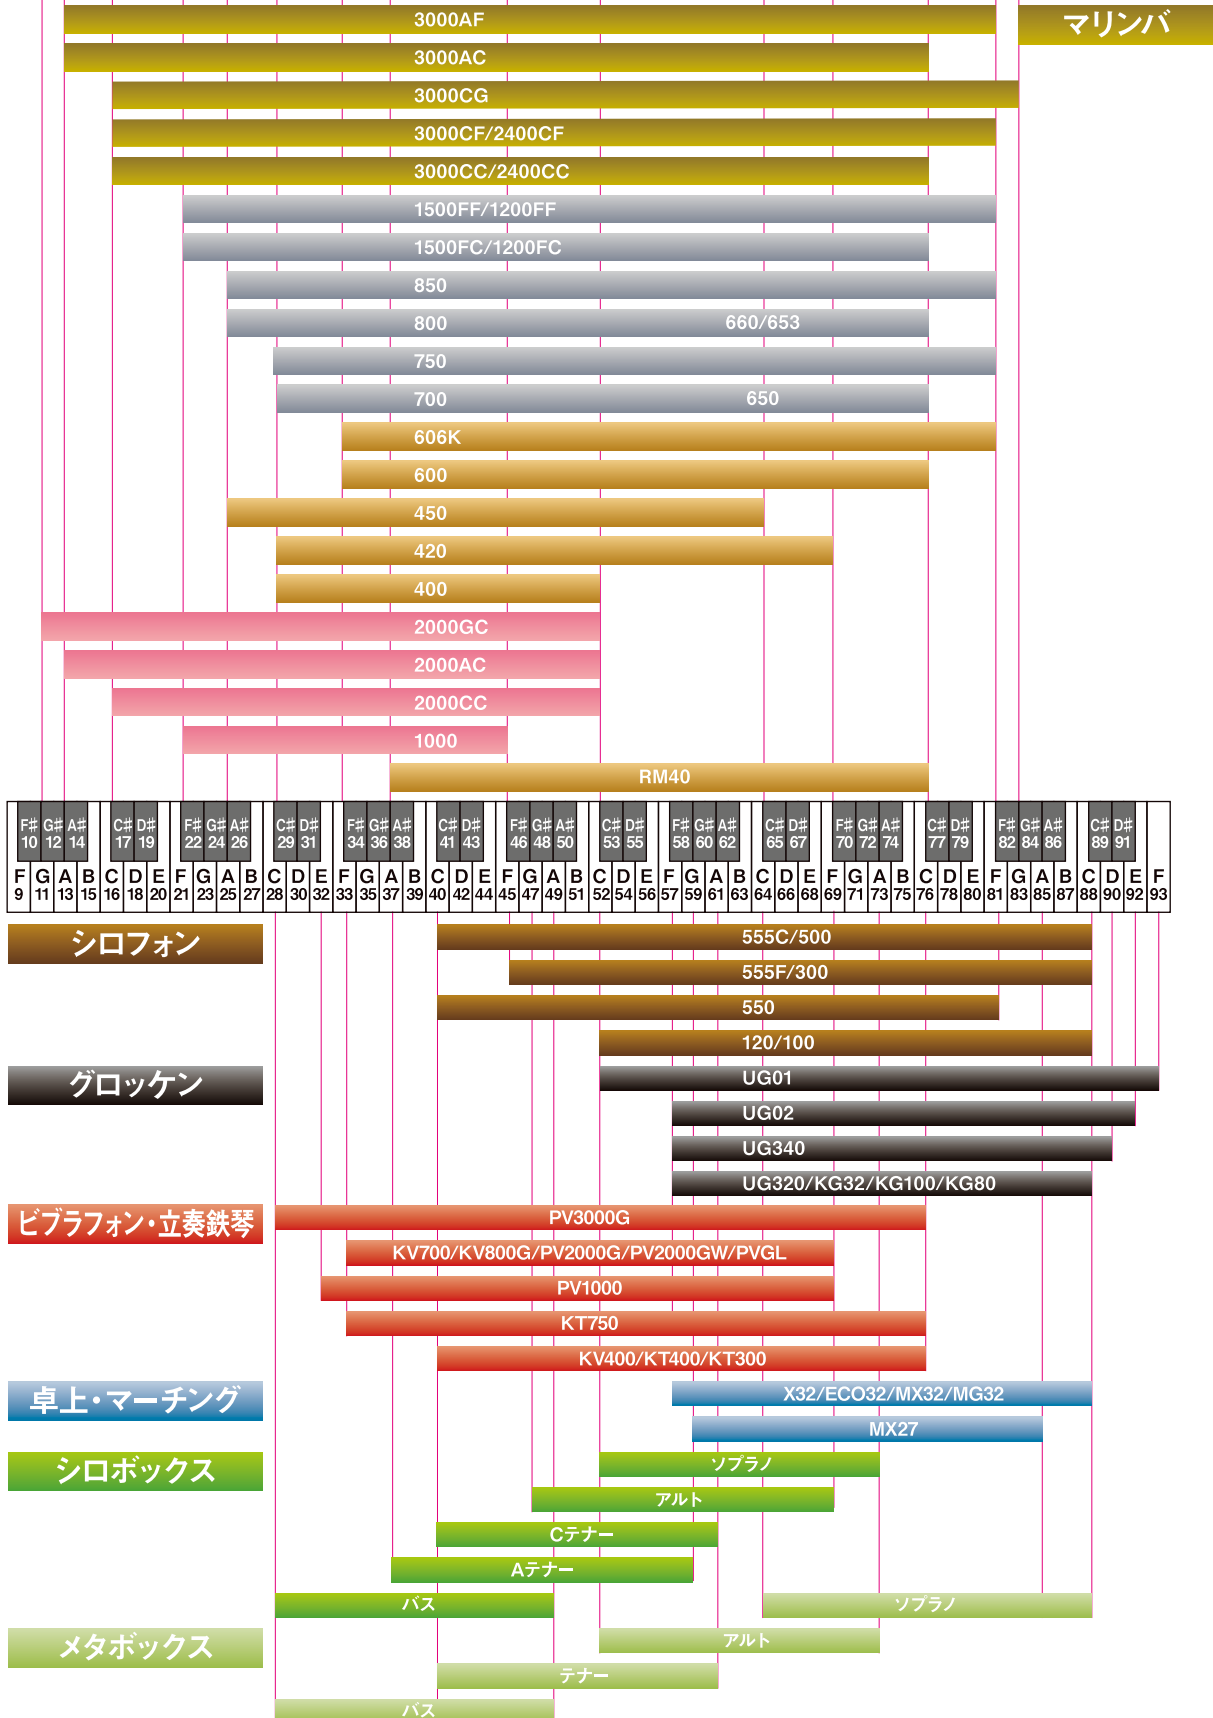 3000AF
マリンバ
3000AC
3000CG
3000CF/2400CF
3000CC/2400CC
1500FF/1200FF
1500FC/1200FC
850
800 660/653
750
700 650
606K
600
450
420
400
2000GC
2000AC
2000CC
1000
RM40
F# G# A# C# D# F# G# A# C# D# F# G# A# C# D# F# G# A# C# D# F# G# A# C# D# F# G# A# C# D# F# G# A# C# D#
10 12 14 17 19 22 24 26 29 31 34 36 38 41 43 46 48 50 53 55 58 60 62 65 67 70 72 74 77 79 82 84 86 89 91
F G A B C D E F G A B C D E F G A B C D E F G A B C D E F G A B C D E F G A B C D E F G A B C D E F
9 11 13 15 16 18 20 21 23 25 27 28 30 32 33 35 37 39 40 42 44 45 47 49 51 52 54 56 57 59 61 63 64 66 68 69 71 73 75 76 78 80 81 83 85 87 88 90 92 93
シロフォン
555C/500
555F/300
550
120/100
グロッケン
UG01
UG02
UG340
UG320/KG32/KG100/KG80
ビブラフォン・立奏鉄琴
PV3000G
KV700/KV800G/PV2000G/PV2000GW/PVGL
PV1000
KT750
KV400/KT400/KT300
卓上・マーチング
X32/ECO32/MX32/MG32
MX27
シロボックス
ソプラノ
アルト
Cテナー
Aテナー
バス
ソプラノ
メタボックス
アルト
テナー
バス